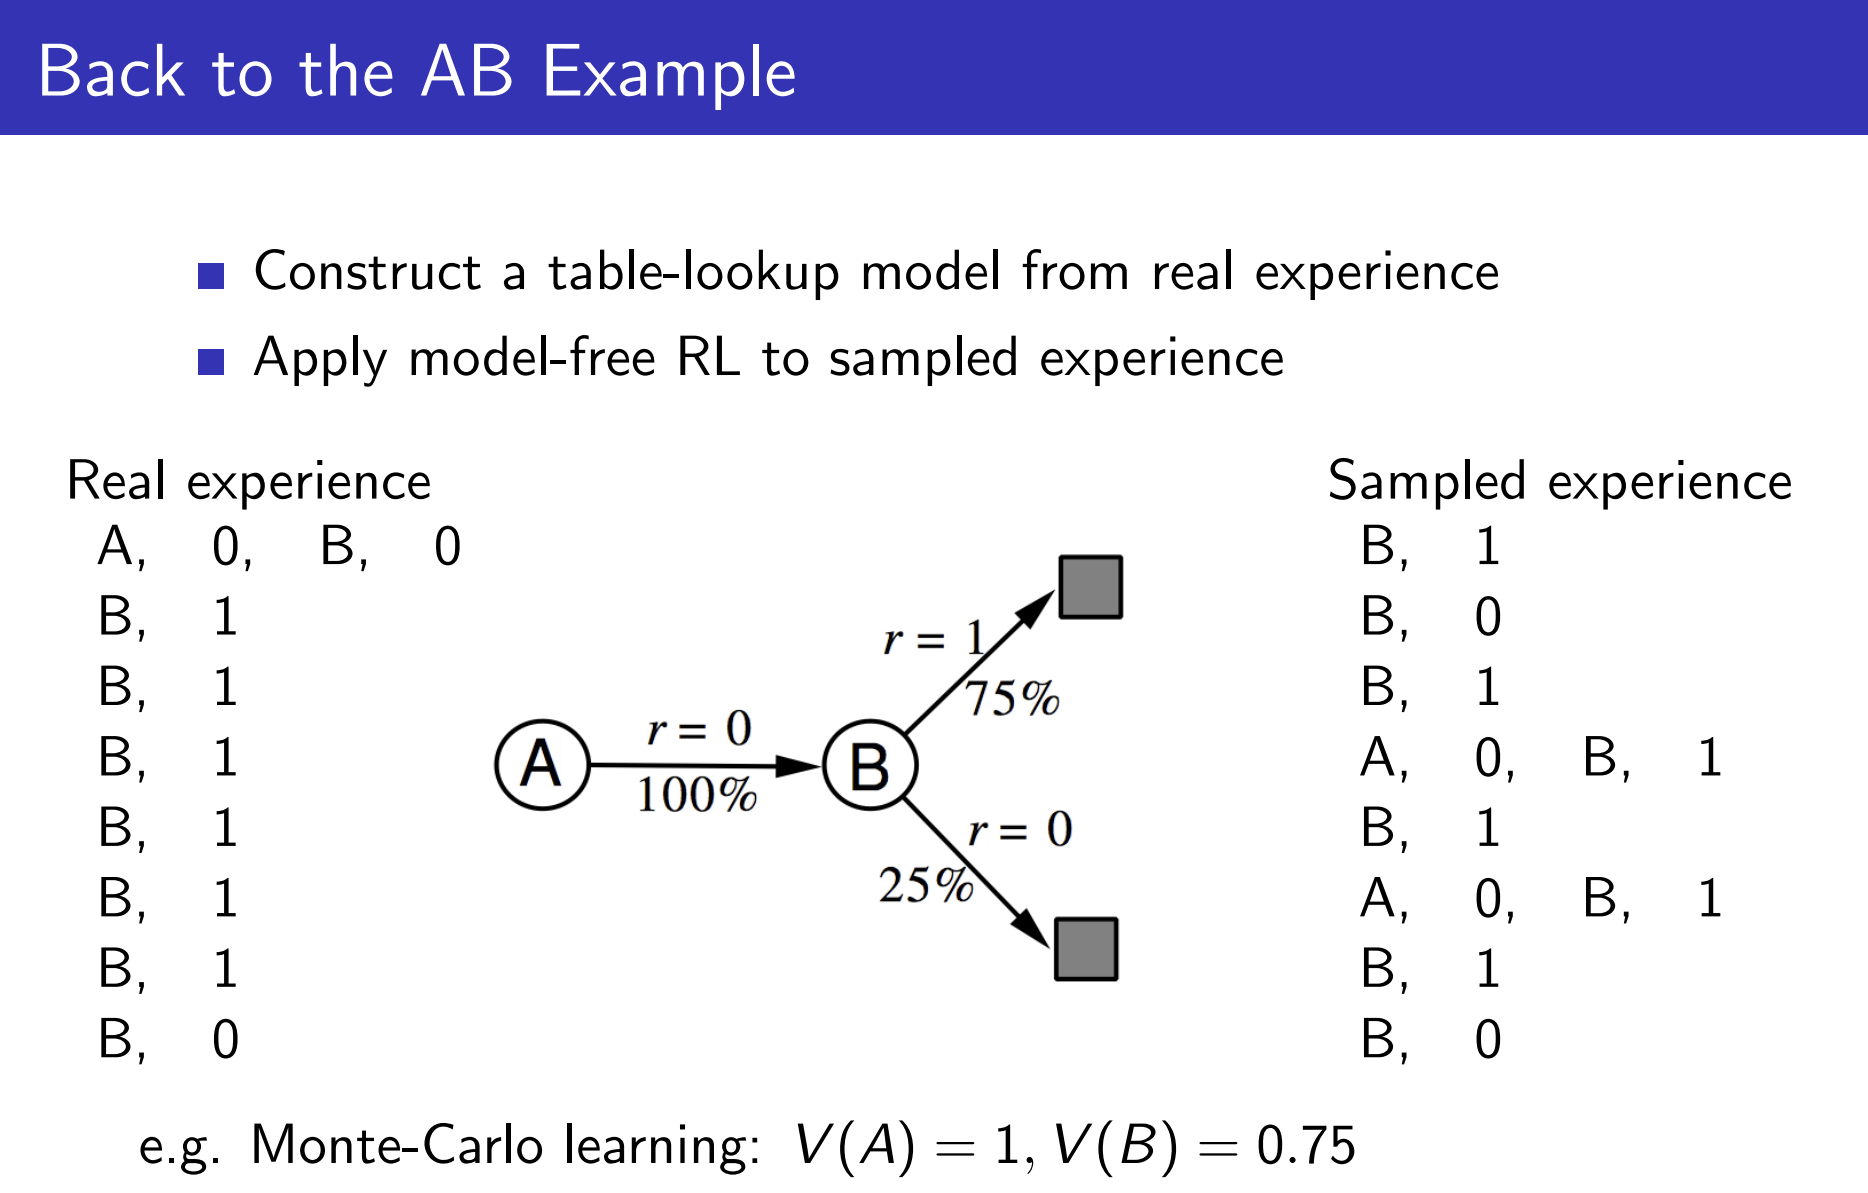 Back to the AB Example
Construct a table-lookup model from real experience
Apply model-free RL to sampled experience
Real experience
A, 0, B, 0
B, 1
B, 1
B, 1
B, 1
B, 1
B, 1
B, 0
A
r = 0
100%
B
r = 1
75%
r = 0
25%
Sampled experience
B, 1
B, 0
B, 1
A, 0, B, 1
B, 1
A, 0, B, 1
B, 1
B, 0
e.g. Monte-Carlo learning: V(A) = 1, V(B) = 0.75